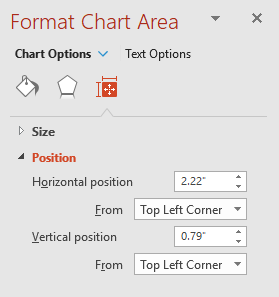 Format Chart Area
Chart Options Text Options
Size
Position
Horizontal position 2.22"
From Top Left Corner
Vertical position 0.79"
From Top Left Corner